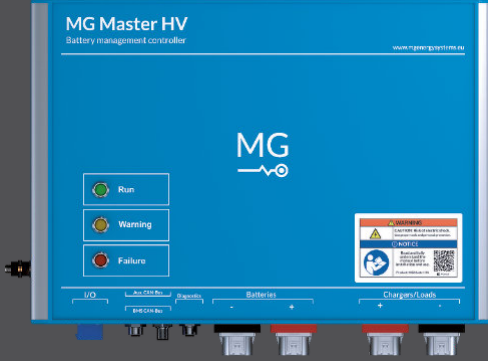 MG Master HV
Battery management controller
www.mgenergysystems.eu
MG
Run
Warning
Failure
WARNING
NOTICE
I/O
Aux CAN-Bus
BMS CAN-Bus
Diagnostics
Batteries
- +
Chargers/Loads
+ -